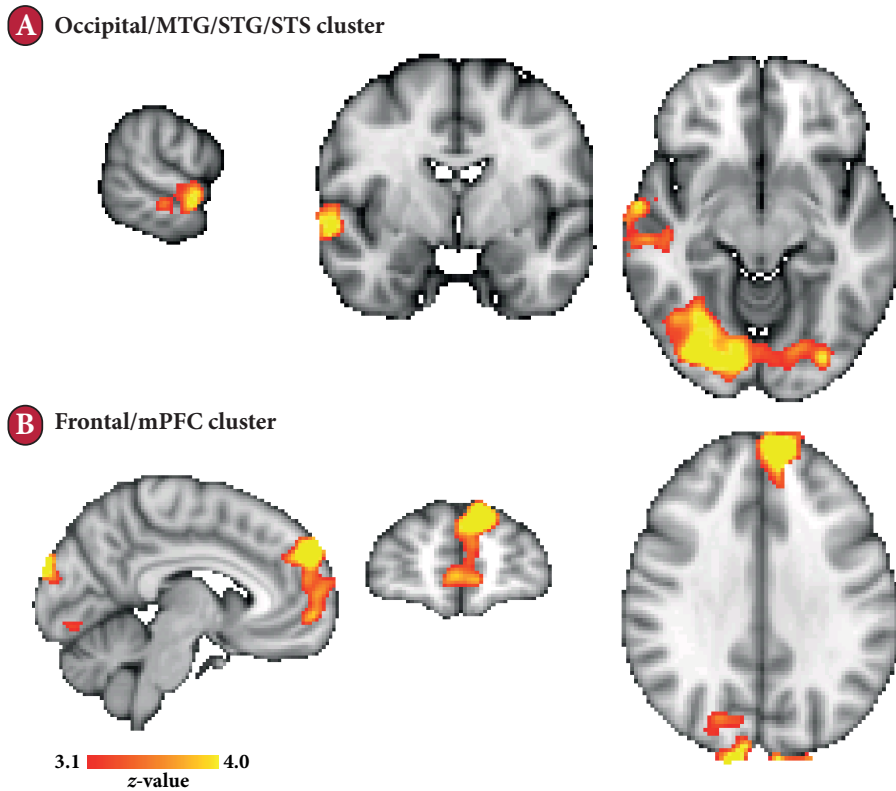 A Occipital/MTG/STG/STS cluster
B Frontal/mPFC cluster
3.1 4.0
z-value